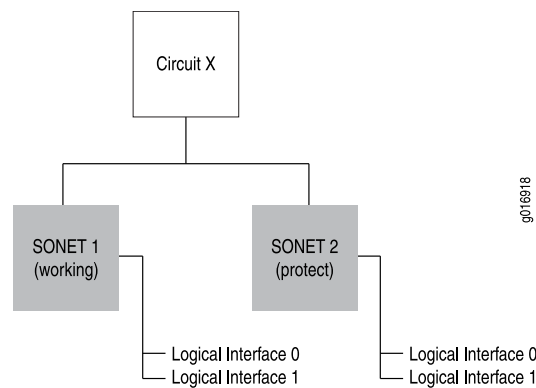 Circuit X
SONET 1
(working)
SONET 2
(protect)
Logical Interface 0
Logical Interface 1
Logical Interface 0
Logical Interface 1
g016918